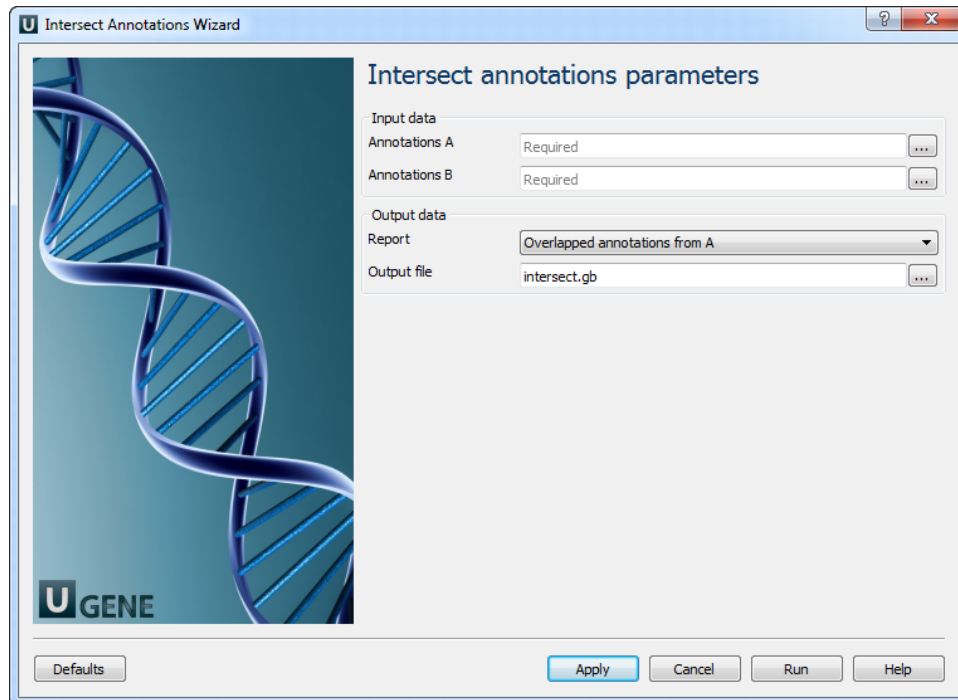 U Intersect Annotations Wizard
?
Intersect annotations parameters
Input data
Annotations A Required ...
Annotations B Required ...
Output data
Report Overlapped annotations from A
Output file intersect.gb ...
U GENE
Defaults Apply Cancel Run Help